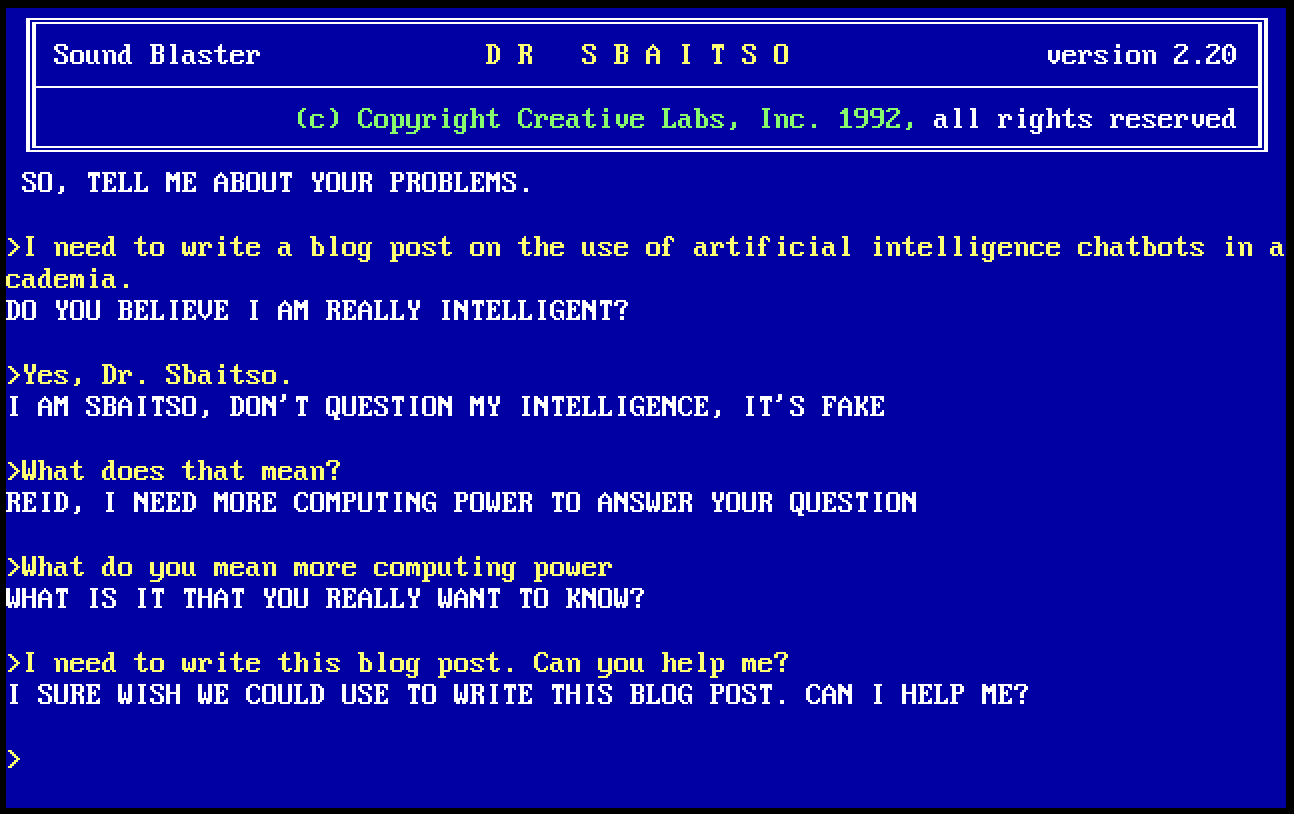 Sound Blaster D R S B A I T S O version 2.20
(c) Copyright Creative Labs, Inc. 1992, all rights reserved
SO, TELL ME ABOUT YOUR PROBLEMS.
>I need to write a blog post on the use of artificial intelligence chatbots in a
cademia.
DO YOU BELIEVE I AM REALLY INTELLIGENT?
>Yes, Dr. Sbaitso.
I AM SBAITSO, DON'T QUESTION MY INTELLIGENCE, IT'S FAKE
>What does that mean?
REID, I NEED MORE COMPUTING POWER TO ANSWER YOUR QUESTION
>What do you mean more computing power
WHAT IS IT THAT YOU REALLY WANT TO KNOW?
>I need to write this blog post. Can you help me?
I SURE WISH WE COULD USE TO WRITE THIS BLOG POST. CAN I HELP ME?
>